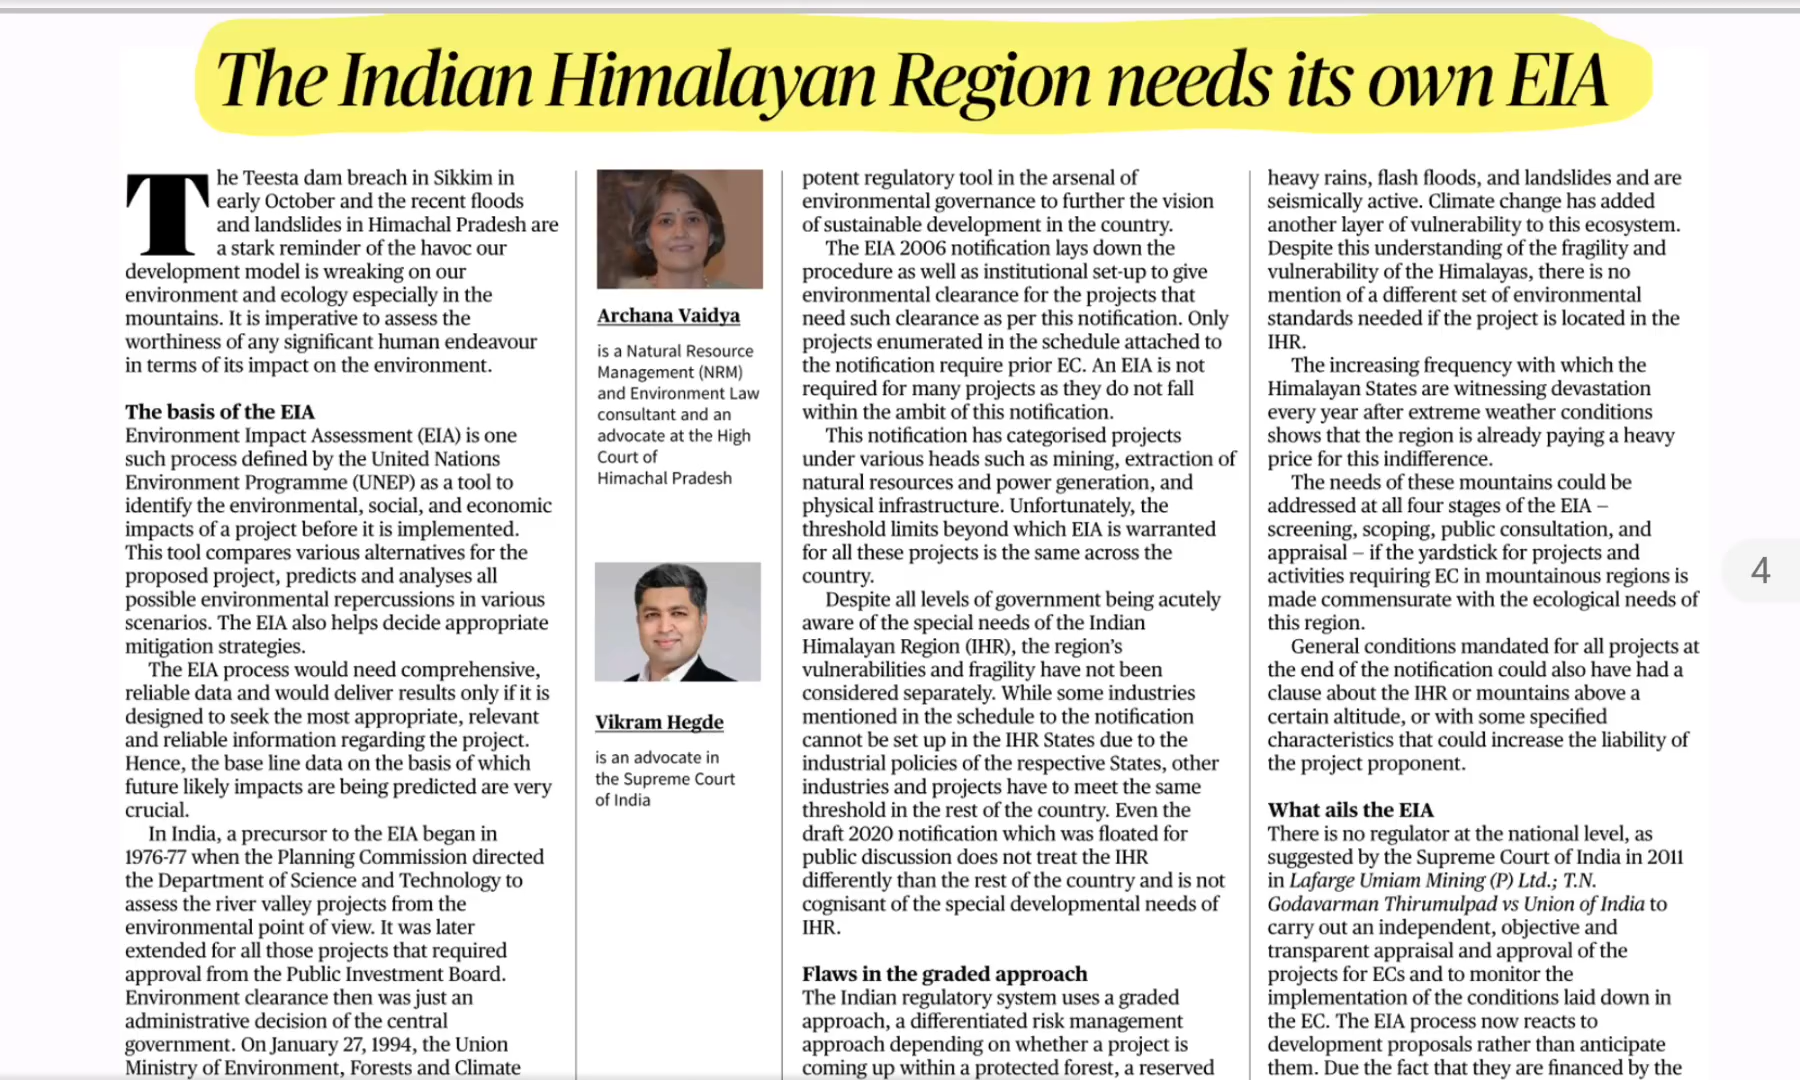 The Indian Himalayan Region needs its own EIA
The Teesta dam breach in Sikkim in
early October and the recent floods
and landslides in Himachal Pradesh are
a stark reminder of the havoc our
development model is wreaking on our
environment and ecology especially in the
mountains. It is imperative to assess the
worthiness of any significant human endeavour
in terms of its impact on the environment.
The basis of the EIA
Environment Impact Assessment (EIA) is one
such process defined by the United Nations
Environment Programme (UNEP) as a tool to
identify the environmental, social, and economic
impacts of a project before it is implemented.
This tool compares various alternatives for the
proposed project, predicts and analyses all
possible environmental repercussions in various
scenarios. The EIA also helps decide appropriate
mitigation strategies.
The EIA process would need comprehensive,
reliable data and would deliver results only if it is
designed to seek the most appropriate, relevant
and reliable information regarding the project.
Hence, the base line data on the basis of which
future likely impacts are being predicted are very
crucial.
In India, a precursor to the EIA began in
1976-77 when the Planning Commission directed
the Department of Science and Technology to
assess the river valley projects from the
environmental point of view. It was later
extended for all those projects that required
approval from the Public Investment Board.
Environment clearance then was just an
administrative decision of the central
government. On January 27, 1994, the Union
Ministry of Environment, Forests and Climate
Archana Vaidya
is a Natural Resource
Management (NRM)
and Environment Law
consultant and an
advocate at the High
Court of
Himachal Pradesh
Vikram Hegde
is an advocate in
the Supreme Court
of India
potent regulatory tool in the arsenal of
environmental governance to further the vision
of sustainable development in the country.
The EIA 2006 notification lays down the
procedure as well as institutional set-up to give
environmental clearance for the projects that
need such clearance as per this notification. Only
projects enumerated in the schedule attached to
the notification require prior EC. An EIA is not
required for many projects as they do not fall
within the ambit of this notification.
This notification has categorised projects
under various heads such as mining, extraction of
natural resources and power generation, and
physical infrastructure. Unfortunately, the
threshold limits beyond which EIA is warranted
for all these projects is the same across the
country.
Despite all levels of government being acutely
aware of the special needs of the Indian
Himalayan Region (IHR), the region's
vulnerabilities and fragility have not been
considered separately. While some industries
mentioned in the schedule to the notification
cannot be set up in the IHR States due to the
industrial policies of the respective States, other
industries and projects have to meet the same
threshold in the rest of the country. Even the
draft 2020 notification which was floated for
public discussion does not treat the IHR
differently than the rest of the country and is not
cognisant of the special developmental needs of
IHR.
Flaws in the graded approach
The Indian regulatory system uses a graded
approach, a differentiated risk management
approach depending on whether a project is
coming up within a protected forest, a reserved
heavy rains, flash floods, and landslides and are
seismically active. Climate change has added
another layer of vulnerability to this ecosystem.
Despite this understanding of the fragility and
vulnerability of the Himalayas, there is no
mention of a different set of environmental
standards needed if the project is located in the
IHR.
The increasing frequency with which the
Himalayan States are witnessing devastation
every year after extreme weather conditions
shows that the region is already paying a heavy
price for this indifference.
The needs of these mountains could be
addressed at all four stages of the EIA –
screening, scoping, public consultation, and
appraisal – if the yardstick for projects and
activities requiring EC in mountainous regions is
made commensurate with the ecological needs of
this region.
General conditions mandated for all projects at
the end of the notification could also have had a
clause about the IHR or mountains above a
certain altitude, or with some specified
characteristics that could increase the liability of
the project proponent.
What ails the EIA
There is no regulator at the national level, as
suggested by the Supreme Court of India in 2011
in Lafarge Umiam Mining (P) Ltd.; T.N.
Godavarman Thirumulpad vs Union of India to
carry out an independent, objective and
transparent appraisal and approval of the
projects for ECs and to monitor the
implementation of the conditions laid down in
the EC. The EIA process now reacts to
development proposals rather than anticipate
them. Due the fact that they are financed by the
4